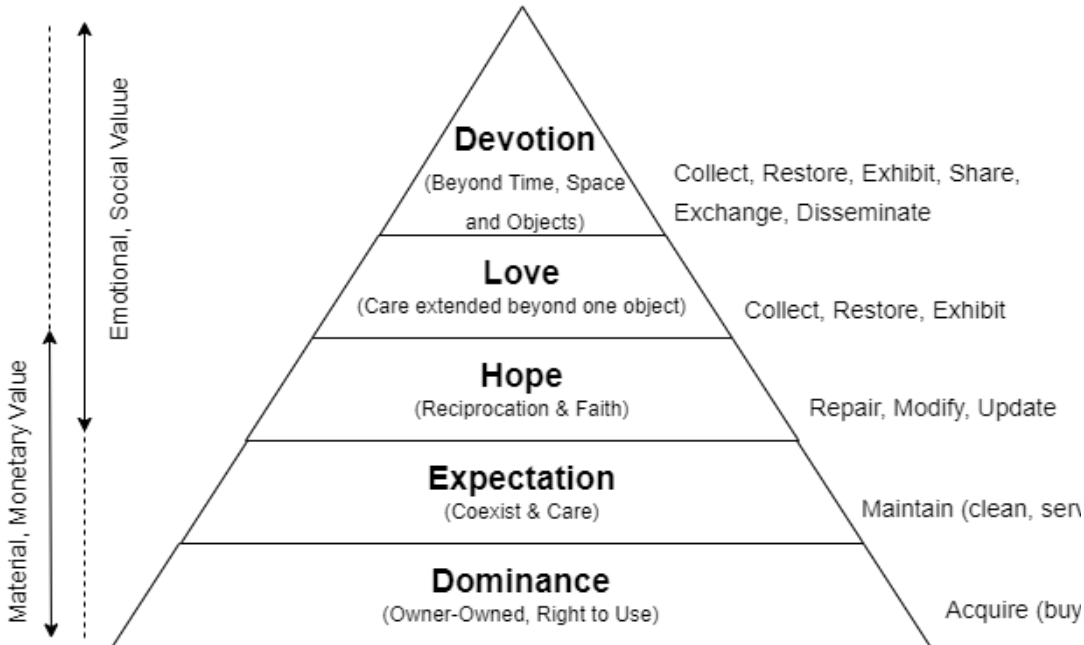 Emotional, Social Valuue
Material, Monetary Value
Devotion
(Beyond Time, Space
and Objects)
Collect, Restore, Exhibit, Share,
Exchange, Disseminate
Love
(Care extended beyond one object)
Collect, Restore, Exhibit
Hope
(Reciprocation & Faith)
Repair, Modify, Update
Expectation
(Coexist & Care)
Maintain (clean,
Dominance
(Owner-Owned, Right to Use)
Acquire (buy